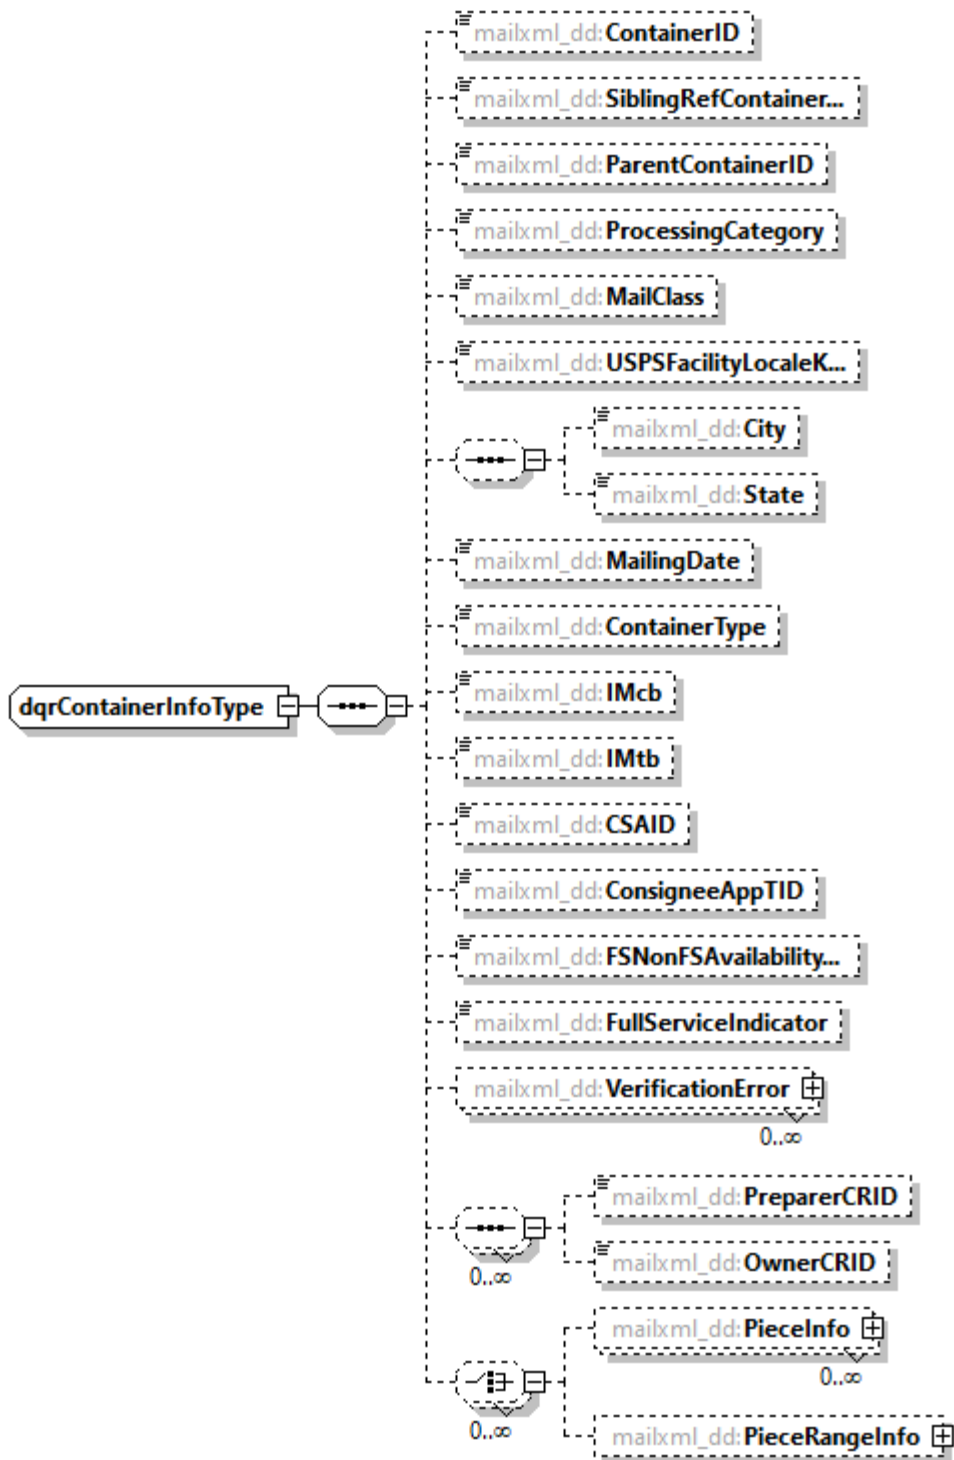 mailxml_dd:ContainerID
mailxml_dd:SiblingRefContainer...
mailxml_dd:ParentContainerID
mailxml_dd:ProcessingCategory
mailxml_dd:MailClass
mailxml_dd:USPSFacilityLocaleK...
mailxml_dd:City
mailxml_dd:State
mailxml_dd:MailingDate
mailxml_dd:ContainerType
dqrContainerInfoType
mailxml_dd:IMcb
mailxml_dd:IMtb
mailxml_dd:CSAID
mailxml_dd:ConsigneeAppTID
mailxml_dd:FSNonFSAvailability...
mailxml_dd:FullServiceIndicator
mailxml_dd:VerificationError
0..∞
mailxml_dd:PreparerCRID
mailxml_dd:OwnerCRID
0..∞
mailxml_dd:PieceInfo
0..∞
0..∞
mailxml_dd:PieceRangeInfo